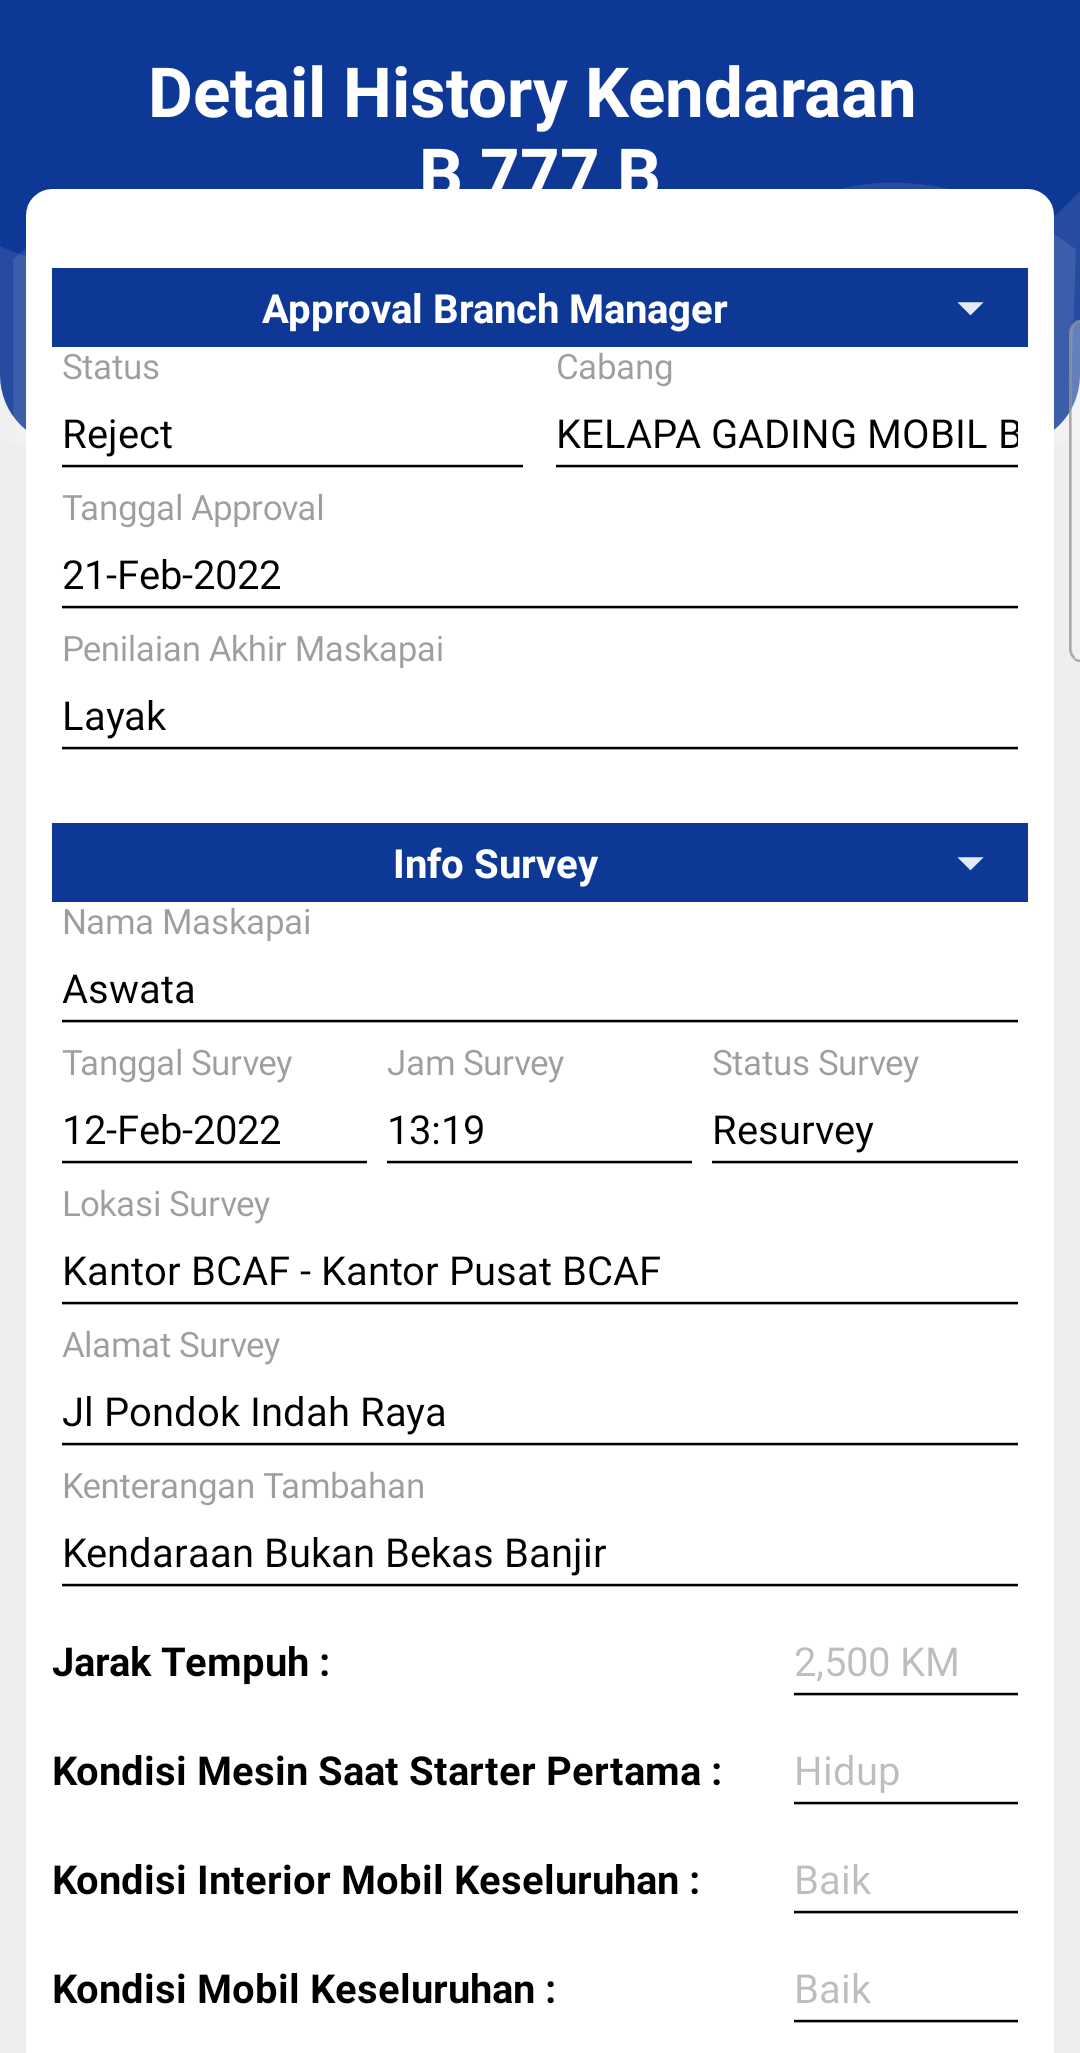 Detail History Kendaraan
B 777 B
Approval Branch Manager
Status Cabang
Reject KELAPA GADING MOBIL B
Tanggal Approval
21-Feb-2022
Penilaian Akhir Maskapai
Layak
Info Survey
Nama Maskapai
Aswata
Tanggal Survey Jam Survey Status Survey
12-Feb-2022 13:19 Resurvey
Lokasi Survey
Kantor BCAF - Kantor Pusat BCAF
Alamat Survey
Jl Pondok Indah Raya
Kenterangan Tambahan
Kendaraan Bukan Bekas Banjir
Jarak Tempuh : 2,500 KM
Kondisi Mesin Saat Starter Pertama : Hidup
Kondisi Interior Mobil Keseluruhan : Baik
Kondisi Mobil Keseluruhan : Baik